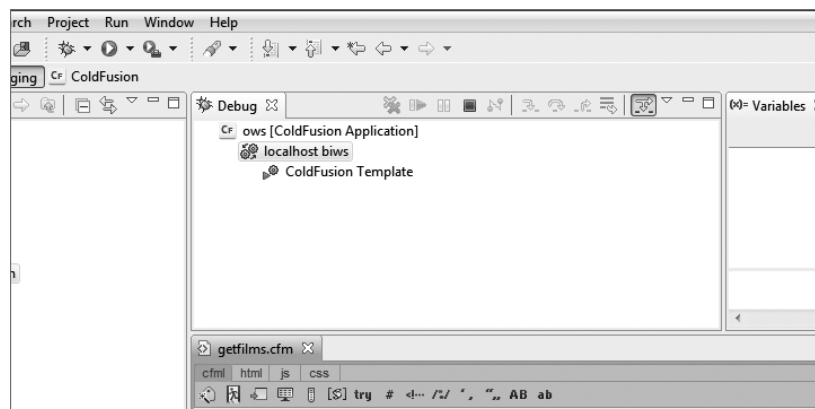 rch Project Run Window Help
ging CF ColdFusion
Debug
(x)= Variables
CF ows [ColdFusion Application]
localhost biws
ColdFusion Template
n
getfilms.cfm
cfml html js css
[S] try # <!-- /*/ ‘, “„ AB ab